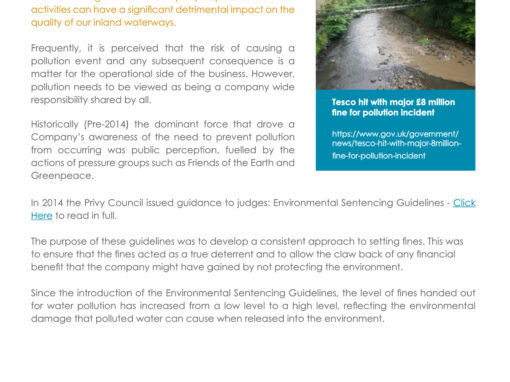 activities can have a significant detrimental impact on the
quality of our inland waterways.
Frequently, it is perceived that the risk of causing a
pollution event and any subsequent consequence is a
matter for the operational side of the business. However,
pollution needs to be viewed as being a company wide
responsibility shared by all.
Historically (Pre-2014) the dominant force that drove a
Company's awareness of the need to prevent pollution
from occurring was public perception, fuelled by the
actions of pressure groups such as Friends of the Earth and
Greenpeace.
Tesco hit with major £8 million
fine for pollution incident
https://www.gov.uk/government/
news/tesco-hit-with-major-8million-
fine-for-pollution-incident
In 2014 the Privy Council issued guidance to judges: Environmental Sentencing Guidelines - Click
Here to read in full.
The purpose of these guidelines was to develop a consistent approach to setting fines. This was
to ensure that the fines acted as a true deterrent and to allow the claw back of any financial
benefit that the company might have gained by not protecting the environment.
Since the introduction of the Environmental Sentencing Guidelines, the level of fines handed out
for water pollution has increased from a low level to a high level, reflecting the environmental
damage that polluted water can cause when released into the environment.